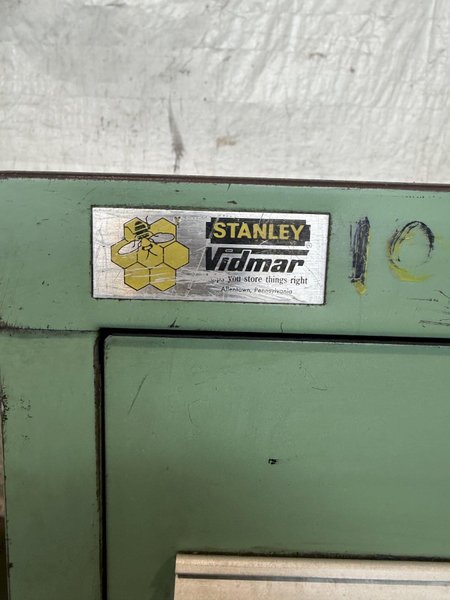 STANLEY
Vidmar
you store things right
Allentown, Pennsylvania
10